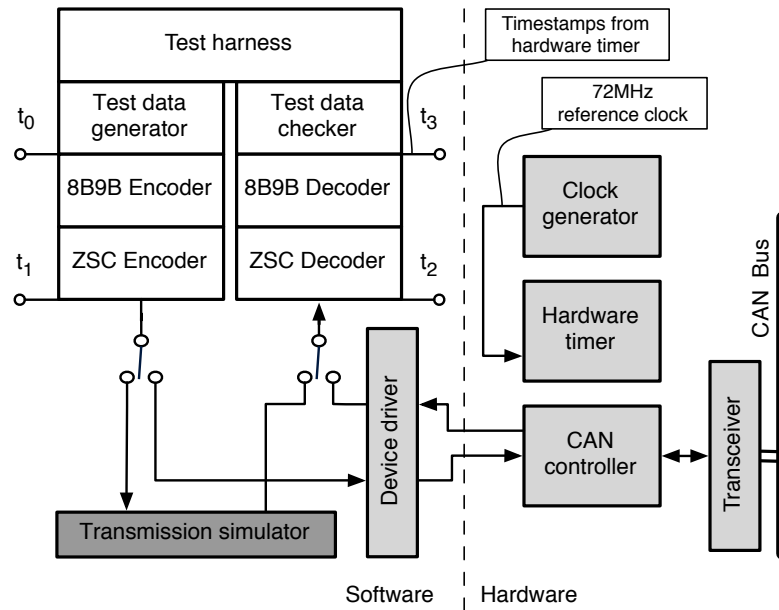 Test harness
Timestamps from
hardware timer
72MHz
reference clock
t0
Test data
generator
Test data
checker
t3
8B9B Encoder
8B9B Decoder
Clock
generator
t1
ZSC Encoder
ZSC Decoder
t2
Hardware
timer
CAN Bus
Device driver
CAN
controller
Transceiver
Transmission simulator
Software
Hardware